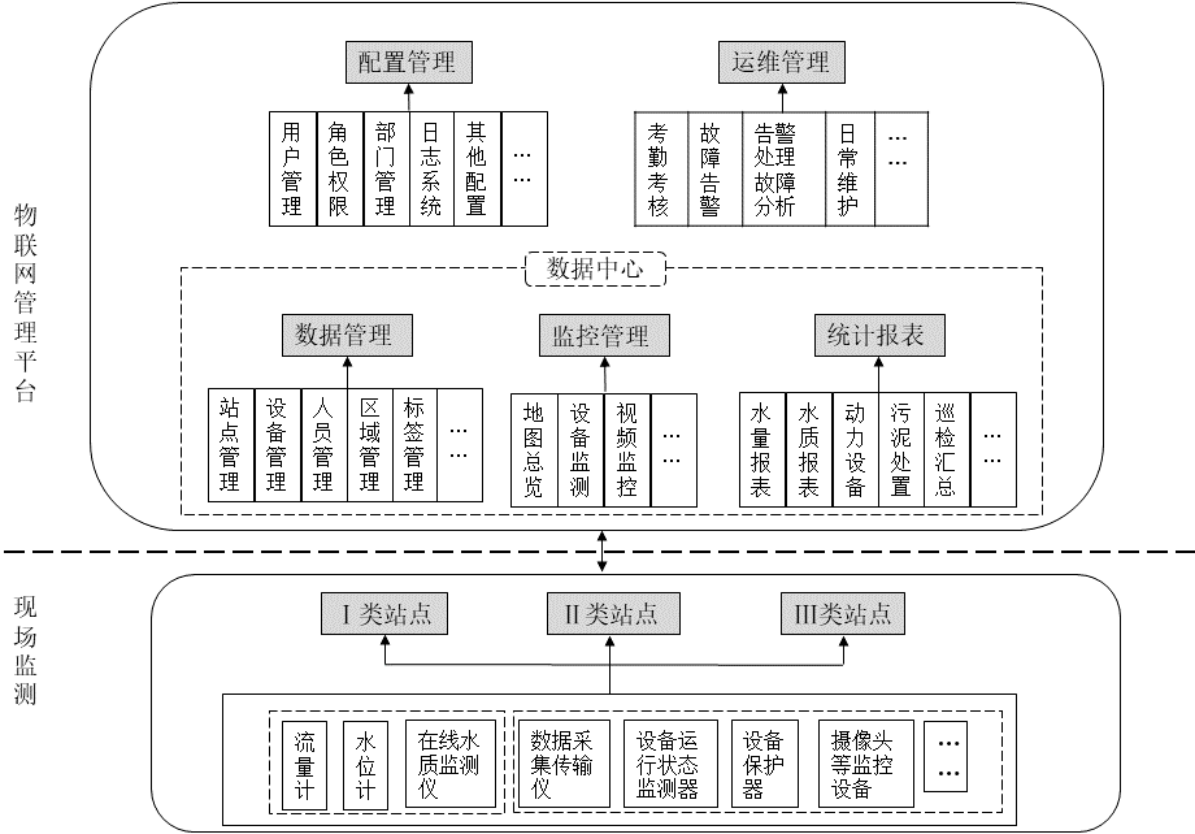 物联网管理平台
配置管理
运维管理
用户管理
角色权限
部门管理
日志系统
其他配置
……
考勤考核
故障告警
告警
处理
故障
分析
日常维护
……
数据中心
数据管理
监控管理
统计报表
站点管理
设备管理
人员管理
区域管理
标签管理
……
地图总览
设备监测
视频监控
……
水量报表
水质报表
动力设备
污泥处置
巡检汇总
……
现场监测
Ⅰ类站点
Ⅱ类站点
Ⅲ类站点
流量计
水位计
在线水
质监测
仪
数据采
集传输
仪
设备运
行状态
监测器
设备
保护
器
摄像头
等监控
设备
……